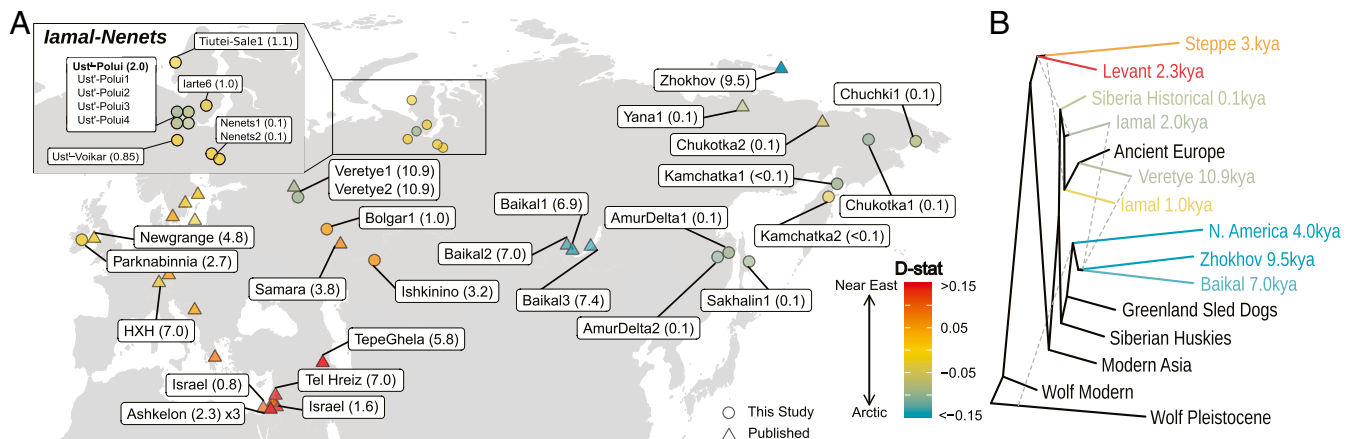 A
Iamal-Nenets
Tiutei-Sale1 (1.1)
Ust'-Polui (2.0)
Ust'-Polui1
Ust'-Polui2
Ust'-Polui3
Ust'-Polui4
Iarte6 (1.0)
Nenets1 (0.1)
Nenets2 (0.1)
Ust'-Voikar (0.85)
Zhokhov (9.5)
Yana1 (0.1)
Chuchki1 (0.1)
Chukotka2 (0.1)
Kamchatka1 (<0.1)
Chukotka1 (0.1)
Kamchatka2 (<0.1)
Veretye1 (10.9)
Veretye2 (10.9)
Bolgar1 (1.0)
Baikal1 (6.9)
AmurDelta1 (0.1)
Newgrange (4.8)
Baikal2 (7.0)
Parknabinnia (2.7)
Samara (3.8)
Ishkinino (3.2)
Baikal3 (7.4)
Sakhalin1 (0.1)
AmurDelta2 (0.1)
HXH (7.0)
TepeGhela (5.8)
Israel (0.8)
Tel Hreiz (7.0)
Ashkelon (2.3) x3
Israel (1.6)
D-stat
Near East
>0.15
0.05
−0.05
Arctic
<−0.15
This Study
Published
B
Steppe 3.kya
Levant 2.3kya
Siberia Historical 0.1kya
Iamal 2.0kya
Ancient Europe
Veretye 10.9kya
Iamal 1.0kya
N. America 4.0kya
Zhokhov 9.5kya
Baikal 7.0kya
Greenland Sled Dogs
Siberian Huskies
Modern Asia
Wolf Modern
Wolf Pleistocene